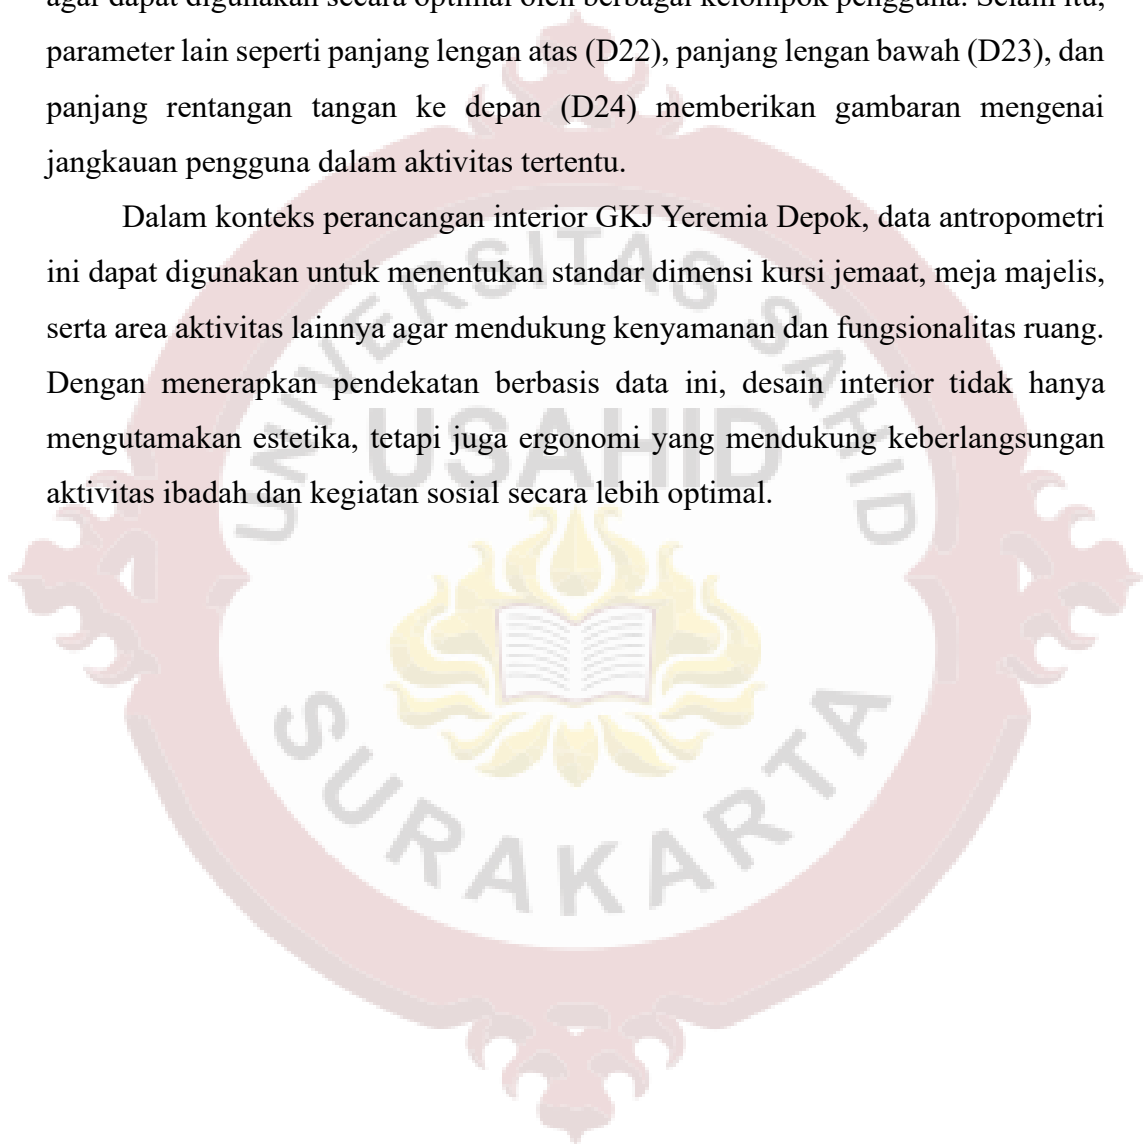 agar dapat digunakan secara optimal oleh berbagai kelompok pengguna. Selain itu,
parameter lain seperti panjang lengan atas (D22), panjang lengan bawah (D23), dan
panjang rentangan tangan ke depan (D24) memberikan gambaran mengenai
jangkauan pengguna dalam aktivitas tertentu.
Dalam konteks perancangan interior GKJ Yeremia Depok, data antropometri
ini dapat digunakan untuk menentukan standar dimensi kursi jemaat, meja majelis,
serta area aktivitas lainnya agar mendukung kenyamanan dan fungsionalitas ruang.
Dengan menerapkan pendekatan berbasis data ini, desain interior tidak hanya
mengutamakan estetika, tetapi juga ergonomi yang mendukung keberlangsungan
aktivitas ibadah dan kegiatan sosial secara lebih optimal.
UNIVERSITAS SAHID
USAHID
SURAKARTA